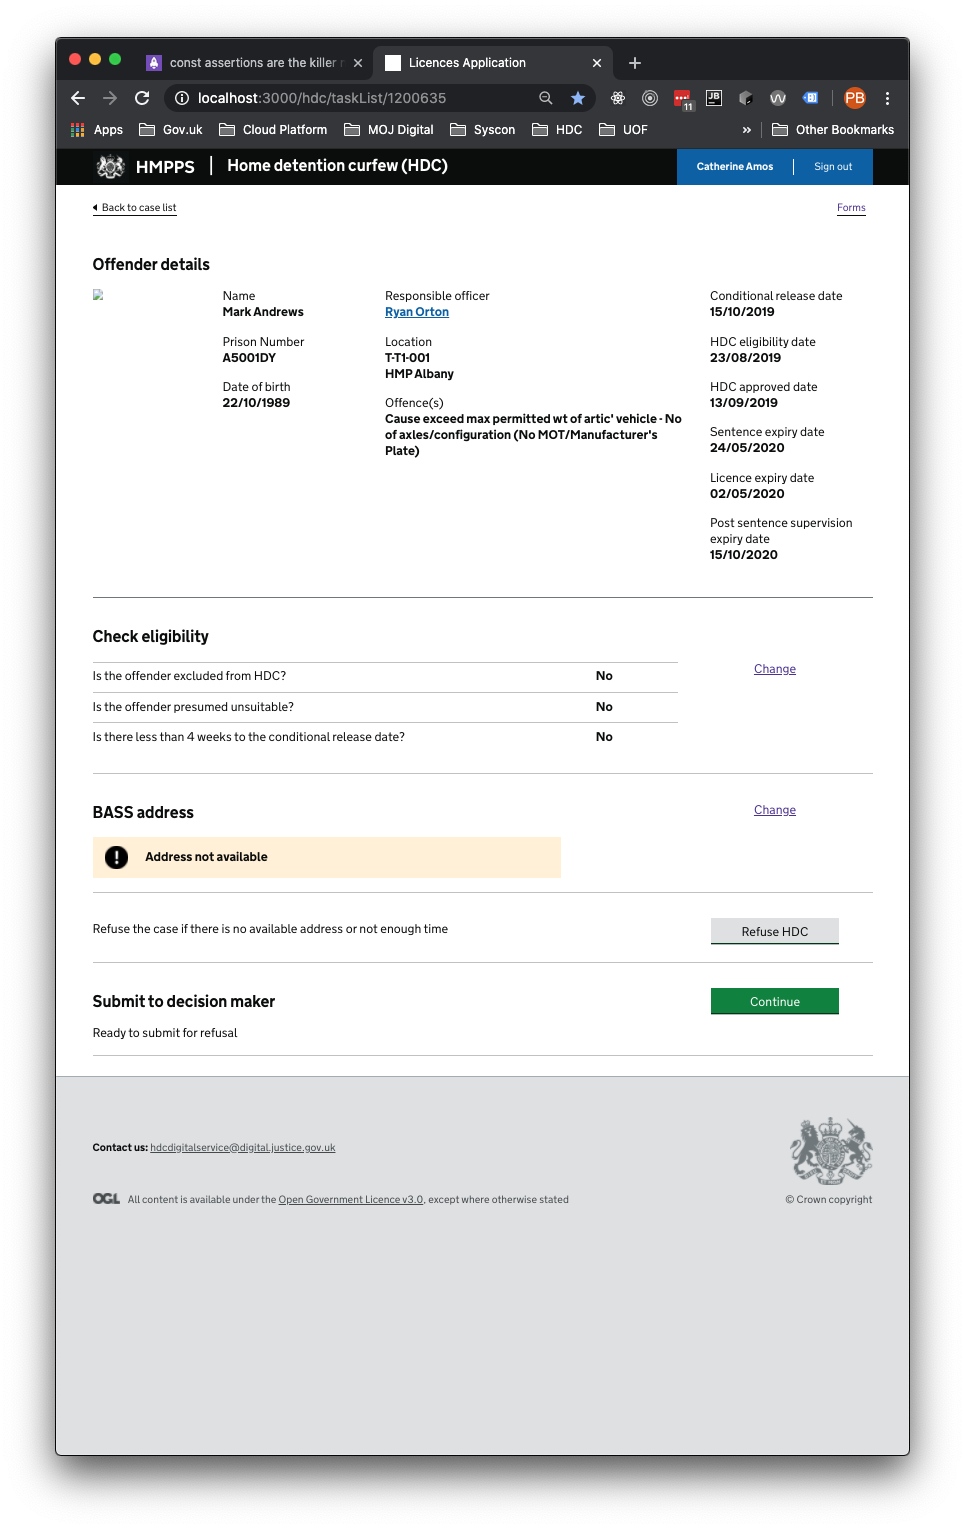 const assertions are the killer
Licences Application
localhost:3000/hdc/taskList/1200635
11
JB
PB
Apps
Gov.uk
Cloud Platform
MOJ Digital
Syscon
HDC
UOF
»
Other Bookmarks
HMPPS
Home detention curfew (HDC)
Catherine Amos
Sign out
Back to case list
Forms
Offender details
Name
Mark Andrews
Prison Number
A5001DY
Date of birth
22/10/1989
Responsible officer
Ryan Orton
Location
T-T1-001
HMP Albany
Offence(s)
Cause exceed max permitted wt of artic' vehicle - No
of axles/configuration (No MOT/Manufacturer's
Plate)
Conditional release date
15/10/2019
HDC eligibility date
23/08/2019
HDC approved date
13/09/2019
Sentence expiry date
24/05/2020
Licence expiry date
02/05/2020
Post sentence supervision
expiry date
15/10/2020
Check eligibility
Change
Is the offender excluded from HDC? No
Is the offender presumed unsuitable? No
Is there less than 4 weeks to the conditional release date? No
BASS address
Change
Address not available
Refuse the case if there is no available address or not enough time
Refuse HDC
Submit to decision maker
Continue
Ready to submit for refusal
Contact us: hdcdigitalservice@digital.justice.gov.uk
OGL All content is available under the Open Government Licence v3.0, except where otherwise stated
© Crown copyright